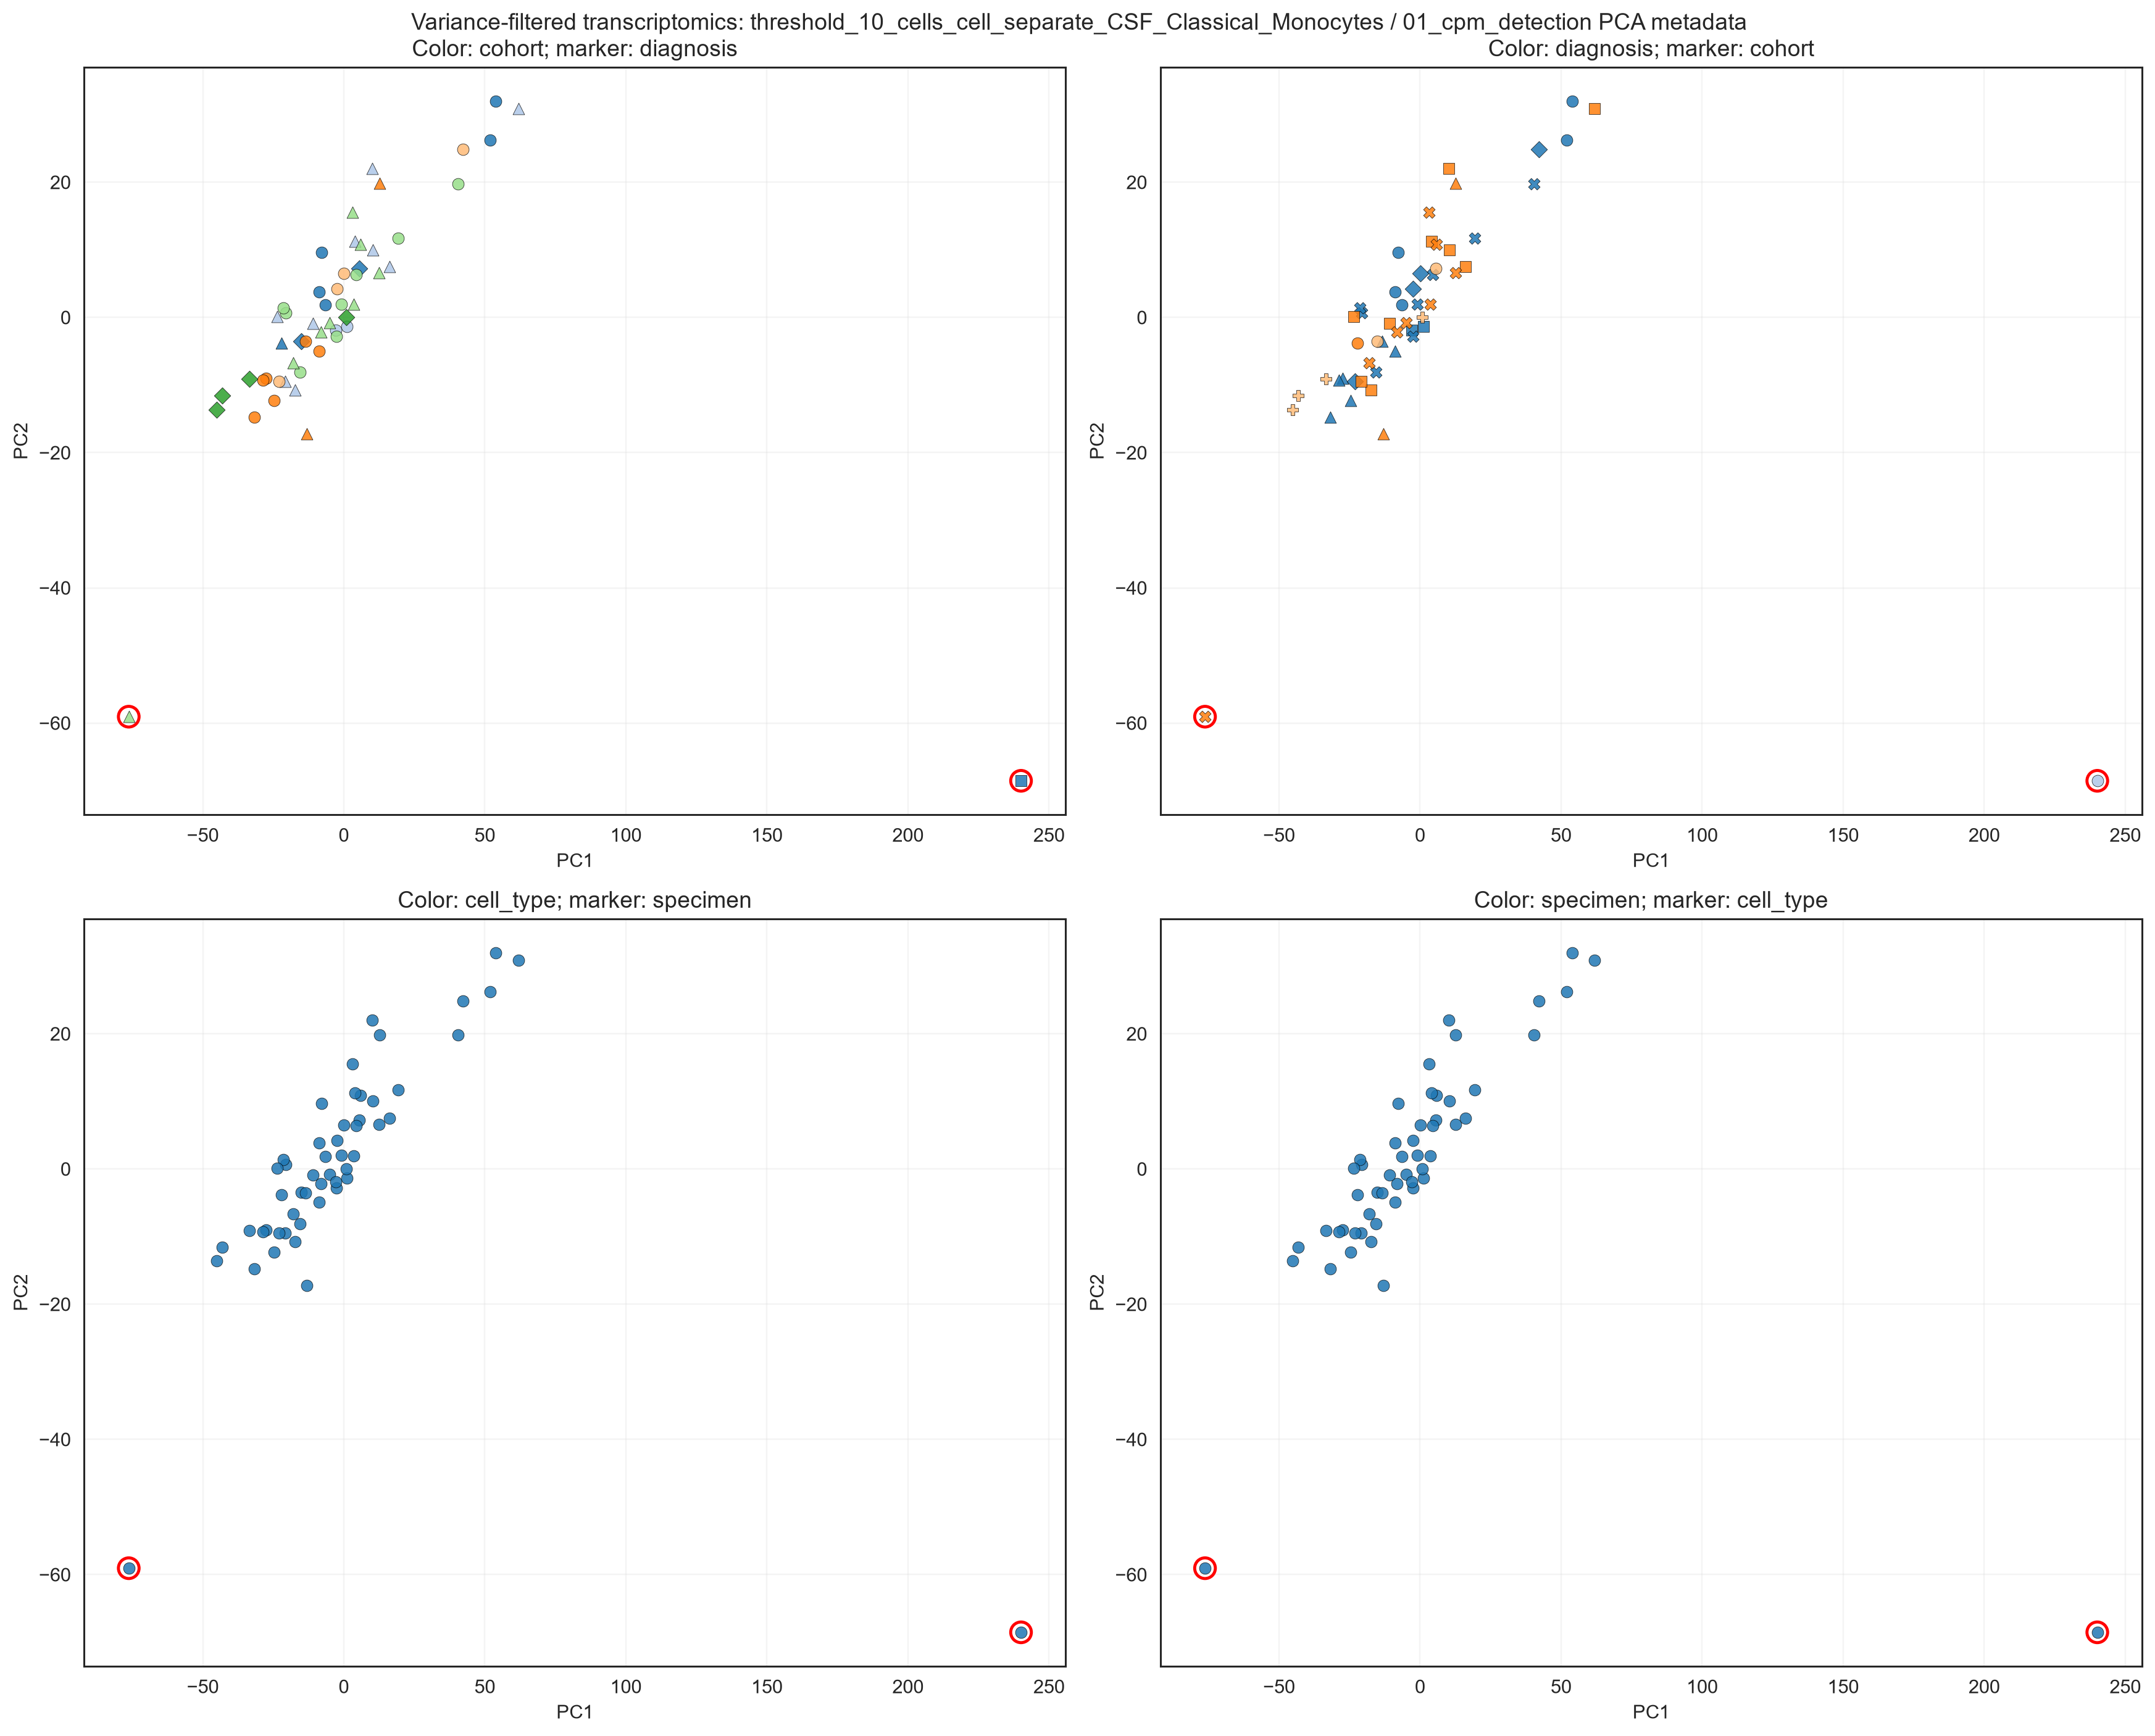 Variance-filtered transcriptomics: threshold_10_cells_cell_separate_CSF_Classical_Monocytes / 01_cpm_detection PCA metadata
Color: cohort; marker: diagnosis
20
0
−20
−40
−60
PC2
−50 0 50 100 150 200 250
PC1
Color: diagnosis; marker: cohort
20
0
−20
−40
−60
PC2
−50 0 50 100 150 200 250
PC1
Color: cell_type; marker: specimen
20
0
−20
−40
−60
PC2
−50 0 50 100 150 200 250
PC1
Color: specimen; marker: cell_type
20
0
−20
−40
−60
PC2
−50 0 50 100 150 200 250
PC1